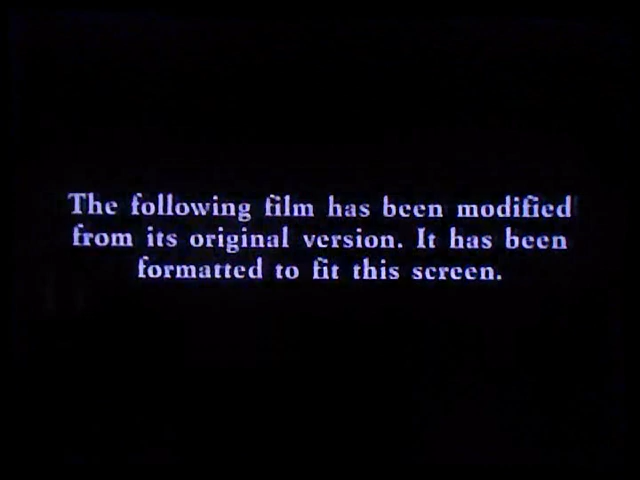 The following film has been modified
from its original version. It has been
formatted to fit this screen.